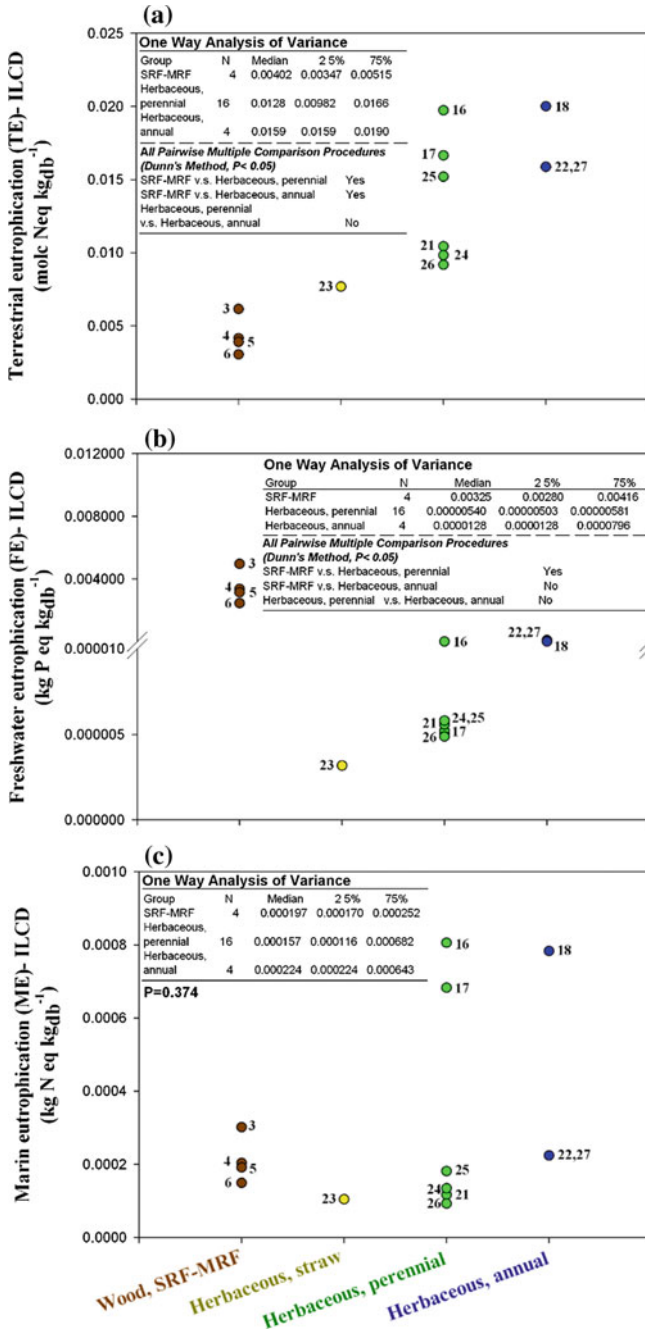 (a)
Terrestrial eutrophication (TE)- ILCD
(molc Neq kgdb-1)
0.025
0.020
0.015
0.010
0.005
0.000
One Way Analysis of Variance
Group N Median 2 5% 75%
SRF-MRF 4 0.00402 0.00347 0.00515
Herbaceous,
perennial 16 0.0128 0.00982 0.0166
Herbaceous,
annual 4 0.0159 0.0159 0.0190
All Pairwise Multiple Comparison Procedures
(Dunn's Method, P< 0.05)
SRF-MRF v.s. Herbaceous, perennial Yes
SRF-MRF v.s. Herbaceous, annual Yes
Herbaceous, perennial
v.s. Herbaceous, annual No
3
4
5
6
23
16
17
25
21
24
26
18
22,27
(b)
Freshwater eutrophication (FE)- ILCD
(kg P eq kgdb-1)
0.012000
0.008000
0.004000
0.000010
0.000005
0.000000
One Way Analysis of Variance
Group N Median 2 5% 75%
SRF-MRF 4 0.00325 0.00280 0.00416
Herbaceous, perennial 16 0.00000540 0.00000503 0.00000581
Herbaceous, annual 4 0.0000128 0.0000128 0.0000796
All Pairwise Multiple Comparison Procedures
(Dunn's Method, P< 0.05)
SRF-MRF v.s. Herbaceous, perennial Yes
SRF-MRF v.s. Herbaceous, annual No
Herbaceous, perennial v.s. Herbaceous, annual No
3
4
5
6
23
16
21
24,25
17
26
22,27
18
(c)
Marin eutrophication (ME)- ILCD
(kg N eq kgdb-1)
0.0010
0.0008
0.0006
0.0004
0.0002
0.0000
One Way Analysis of Variance
Group N Median 2 5% 75%
SRF-MRF 4 0.000197 0.000170 0.000252
Herbaceous,
perennial 16 0.000157 0.000116 0.000682
Herbaceous,
annual 4 0.000224 0.000224 0.000643
P=0.374
3
4
5
6
23
16
17
25
24
21
26
18
22,27
Wood, SRF-MRF
Herbaceous, straw
Herbaceous, perennial
Herbaceous, annual